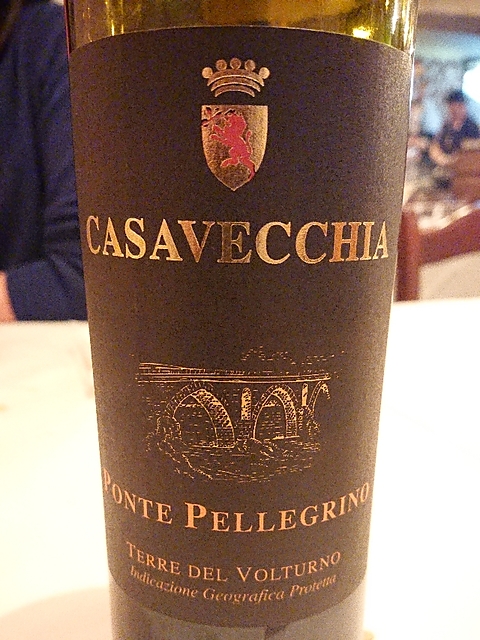 CASAVECCHIA
PONTE PELLEGRINO
TERRE DEL VOLTURNO
Indicazione Geografica Protetta